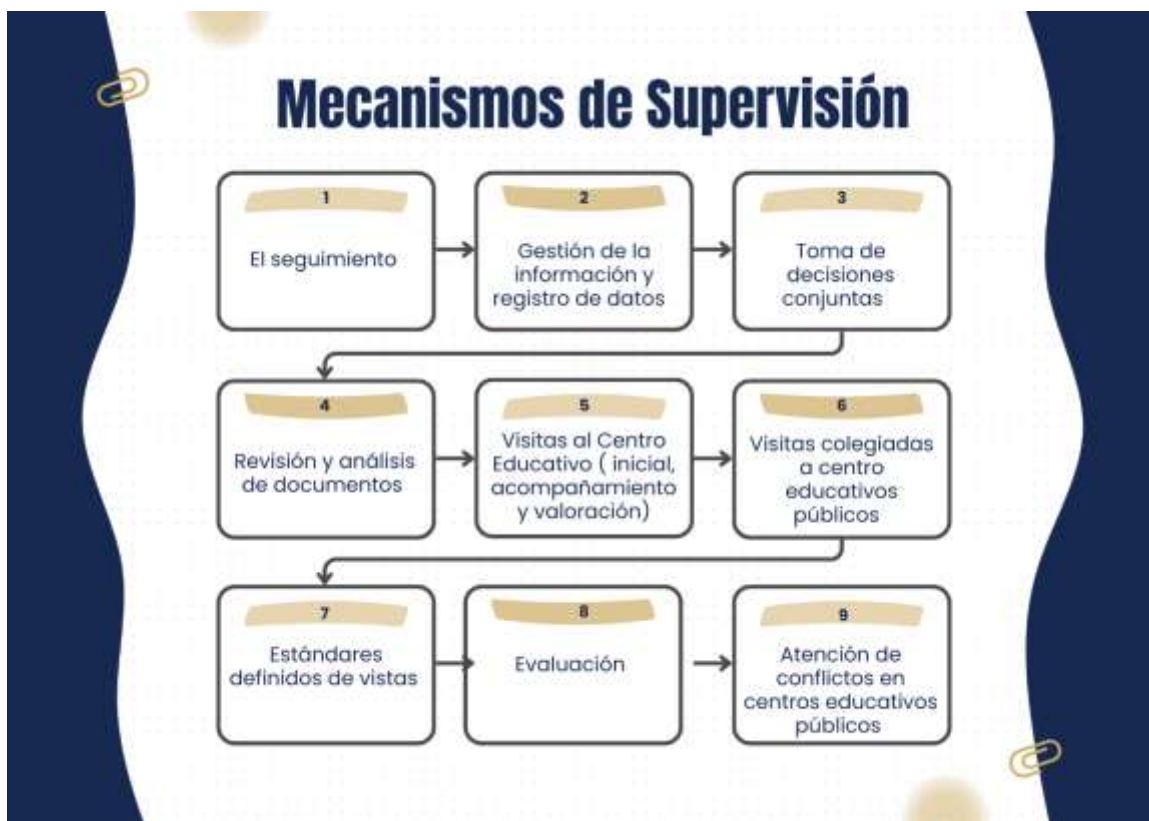 Mecanismos de Supervisión
1
El seguimiento
2
Gestión de la
información y
registro de datos
3
Toma de
decisiones
conjuntas
4
Revisión y análisis
de documentos
5
Visitas al Centro
Educativo ( inicial,
acompañamiento
y valoración)
6
Visitas colegiadas
a centro
educativos
públicos
7
Estándares
definidos de vistas
8
Evaluación
9
Atención de
conflictos en
centros educativos
públicos